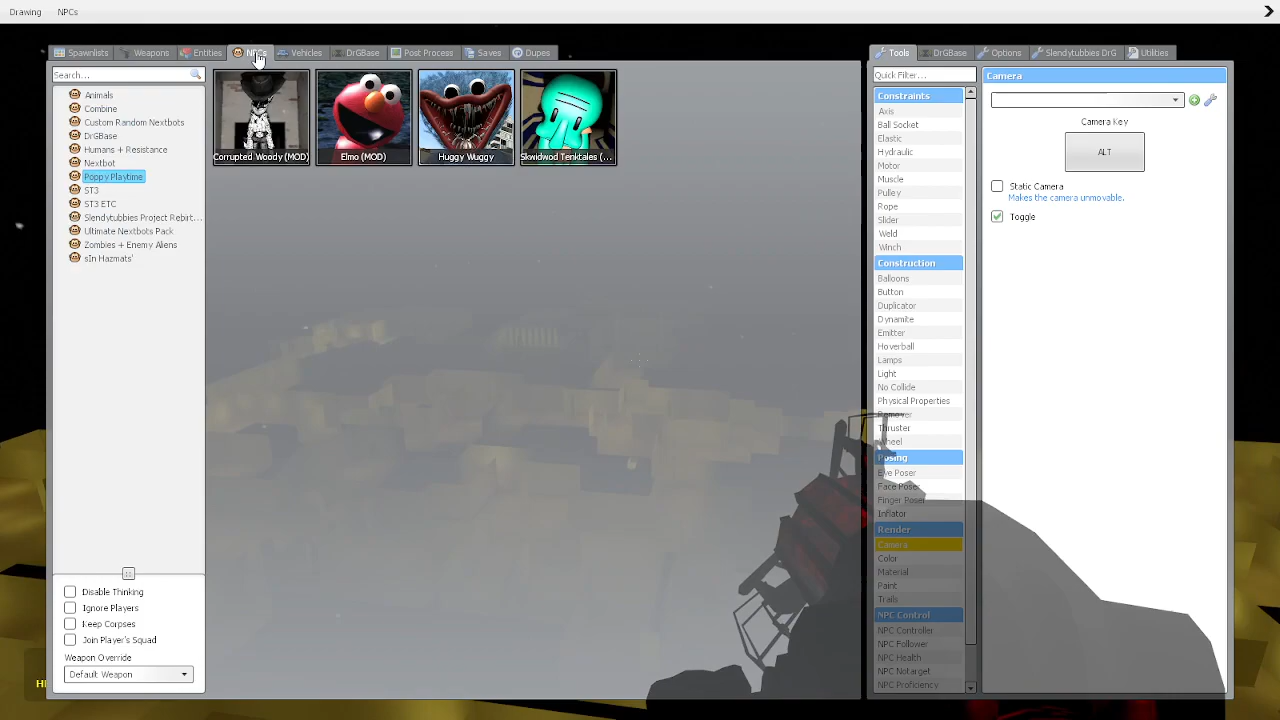 Drawing NPCs
Spawnlists Weapons Entities NPCs Vehicles DrGBase Post Process Saves Dupes
Search...
Animals
Combine
Custom Random Nextbots
DrGBase
Humans + Resistance
Nextbot
Poppy Playtime
ST3
ST3 ETC
Slendytubbies Project Rebirt...
Ultimate Nextbots Pack
Zombies + Enemy Aliens
sIn Hazmats'
Disable Thinking
Ignore Players
Keep Corpses
Join Player's Squad
Weapon Override
Default Weapon
Corrupted Woody (MOD) Elmo (MOD) Huggy Wuggy Skwidwod Tenktales (...
Tools DrGBase Options Slendytubbies DrG Utilities
Quick Filter...
Constraints
Axis
Ball Socket
Elastic
Hydraulic
Motor
Muscle
Pulley
Rope
Slider
Weld
Winch
Construction
Balloons
Button
Duplicator
Dynamite
Emitter
Hoverball
Lamps
Light
No Collide
Physical Properties
Remover
Thruster
Wheel
Posing
Eye Poser
Face Poser
Finger Poser
Inflator
Render
Camera
Color
Material
Paint
Trails
NPC Control
NPC Controller
NPC Follower
NPC Health
NPC Notarget
NPC Proficiency
Camera
Camera Key
ALT
Static Camera
Makes the camera unmovable.
Toggle